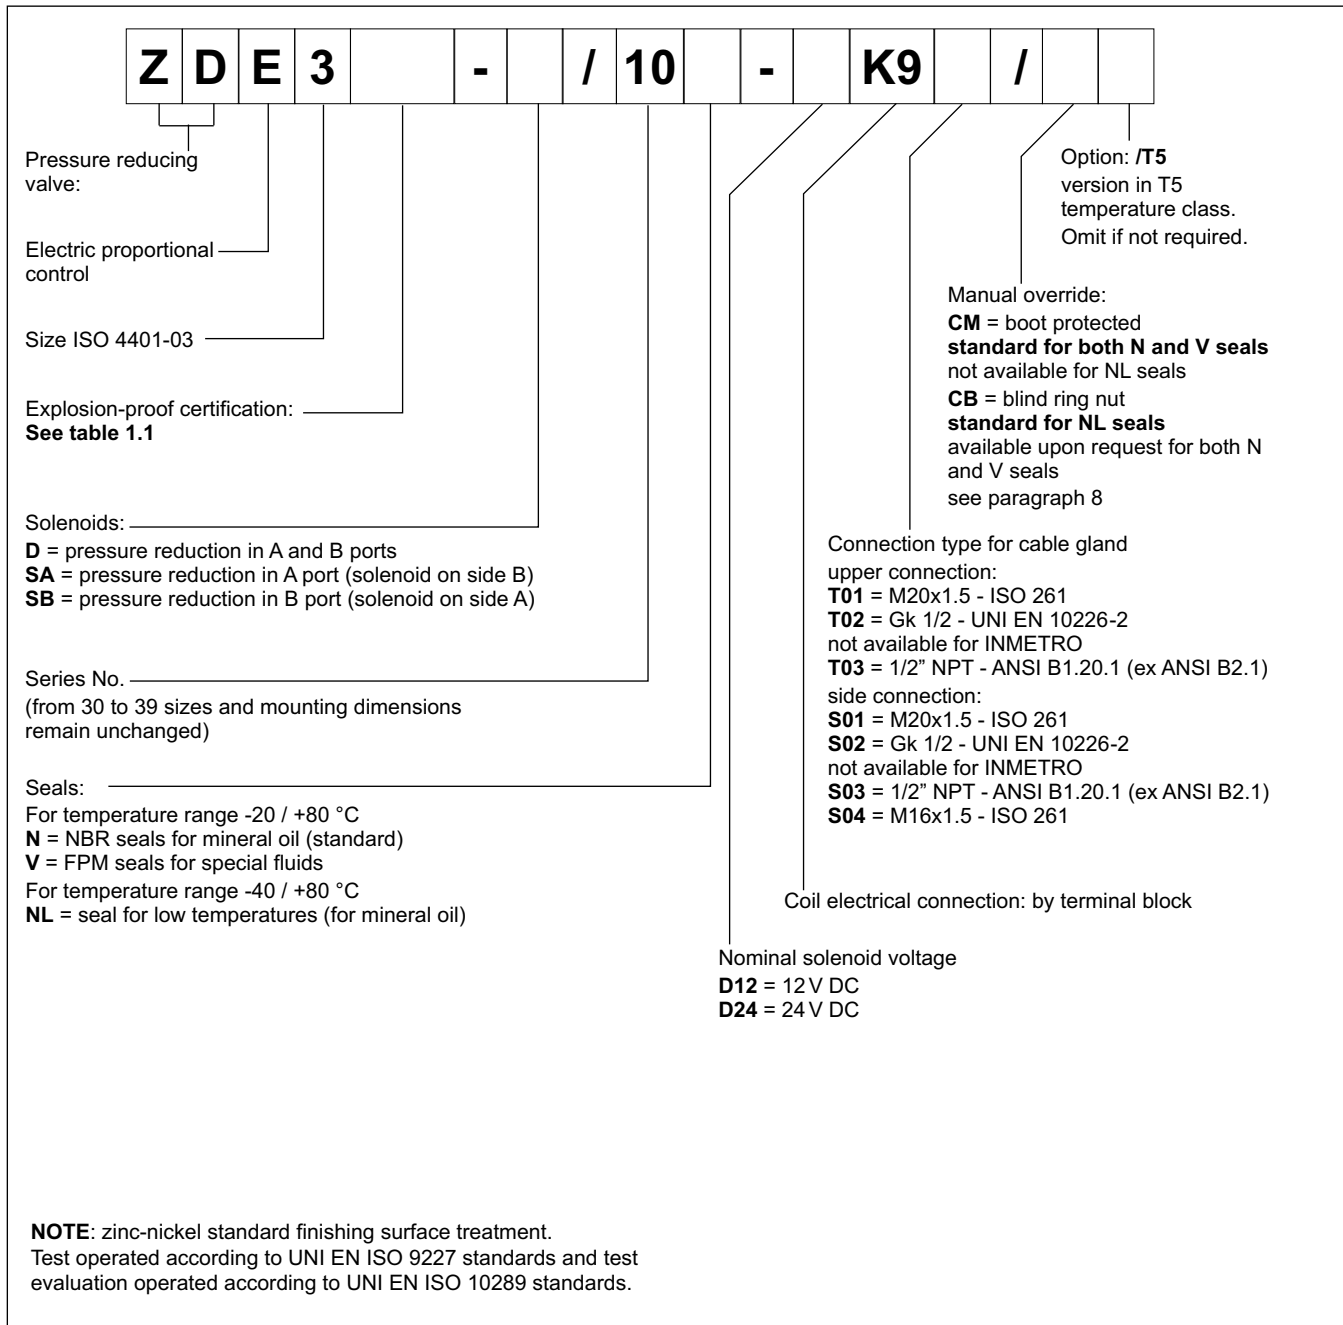 Z D E 3 - / 10 - K9 /
Pressure reducing
valve:
Electric proportional
control
Size ISO 4401-03
Explosion-proof certification:
See table 1.1
Solenoids:
D = pressure reduction in A and B ports
SA = pressure reduction in A port (solenoid on side B)
SB = pressure reduction in B port (solenoid on side A)
Series No.
(from 30 to 39 sizes and mounting dimensions
remain unchanged)
Seals:
For temperature range -20 / +80 °C
N = NBR seals for mineral oil (standard)
V = FPM seals for special fluids
For temperature range -40 / +80 °C
NL = seal for low temperatures (for mineral oil)
Option: /T5
version in T5
temperature class.
Omit if not required.
Manual override:
CM = boot protected
standard for both N and V seals
not available for NL seals
CB = blind ring nut
standard for NL seals
available upon request for both N
and V seals
see paragraph 8
Connection type for cable gland
upper connection:
T01 = M20x1.5 - ISO 261
T02 = Gk 1/2 - UNI EN 10226-2
not available for INMETRO
T03 = 1/2” NPT - ANSI B1.20.1 (ex ANSI B2.1)
side connection:
S01 = M20x1.5 - ISO 261
S02 = Gk 1/2 - UNI EN 10226-2
not available for INMETRO
S03 = 1/2” NPT - ANSI B1.20.1 (ex ANSI B2.1)
S04 = M16x1.5 - ISO 261
Coil electrical connection: by terminal block
Nominal solenoid voltage
D12 = 12 V DC
D24 = 24 V DC
NOTE: zinc-nickel standard finishing surface treatment.
Test operated according to UNI EN ISO 9227 standards and test
evaluation operated according to UNI EN ISO 10289 standards.